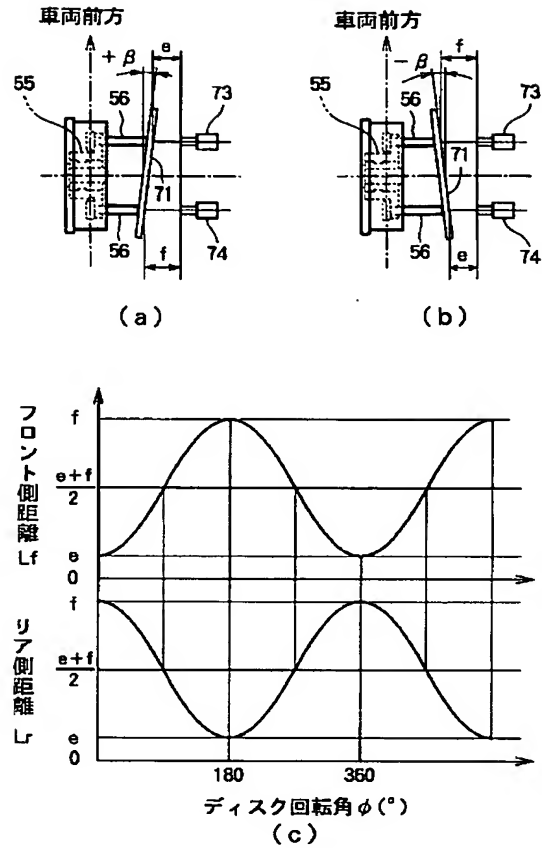 車両前方
+β
e
55
56
73
71
74
56
f
(a)
車両前方
-β
f
55
56
73
71
74
56
e
(b)
フロント側距離 Lf
f
e+f
2
e
0
リア側距離 Lr
f
e+f
2
e
0
180
360
ディスク回転角φ(°)
(c)